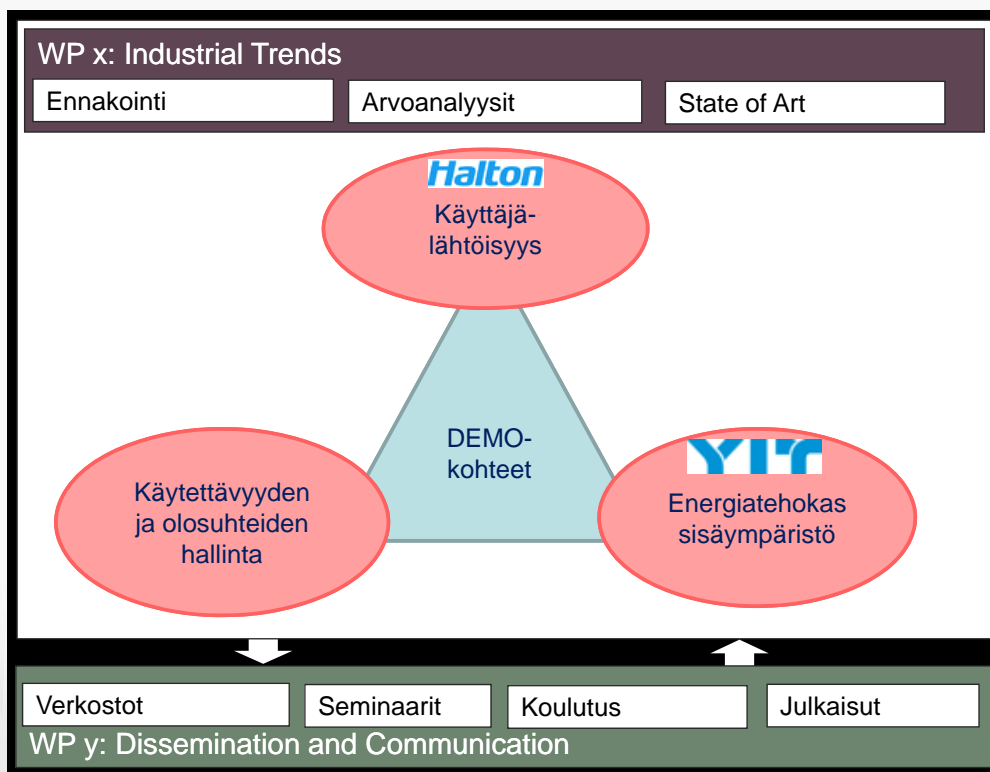 WP x: Industrial Trends
Ennakointi
Arvoanalyysit
State of Art
Halton
Käyttäjä-
lähtöisyys
DEMO-
kohteet
Käytettävyyden
ja olosuhteiden
hallinta
YIT
Energiatehokas
sisäympäristö
Verkostot
Seminaarit
Koulutus
Julkaisut
WP y: Dissemination and Communication